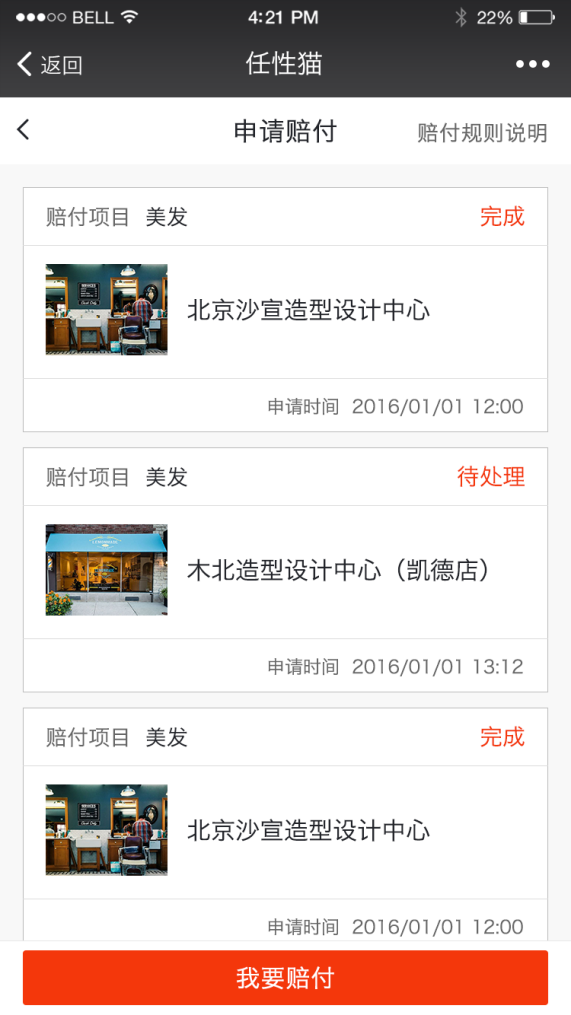 BELL 4:21 PM 22%
返回 任性猫
申请赔付 赔付规则说明
赔付项目 美发 完成
北京沙宣造型设计中心
申请时间 2016/01/01 12:00
赔付项目 美发 待处理
木北造型设计中心（凯德店）
申请时间 2016/01/01 13:12
赔付项目 美发 完成
北京沙宣造型设计中心
申请时间 2016/01/01 12:00
我要赔付